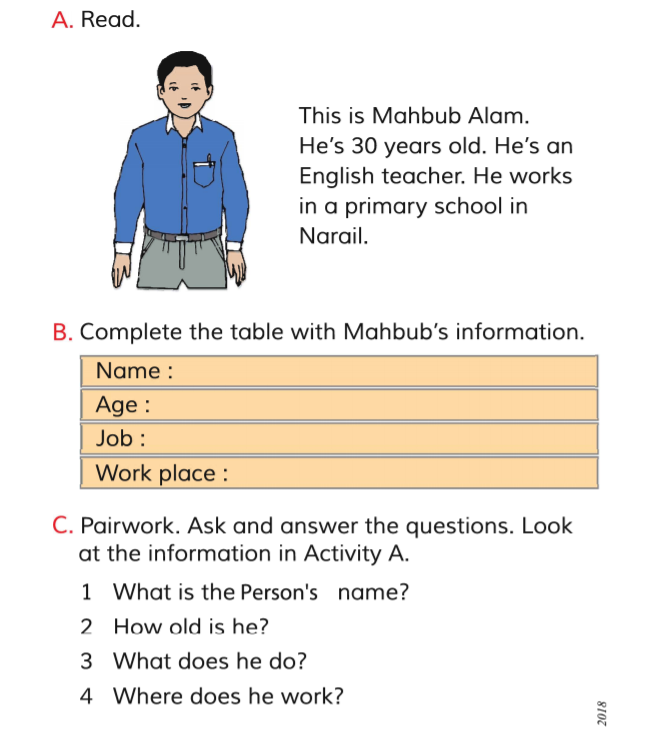 A. Read.
This is Mahbub Alam.
He's 30 years old. He's an
English teacher. He works
in a primary school in
Narail.
B. Complete the table with Mahbub's information.
Name :
Age :
Job :
Work place :
C. Pairwork. Ask and answer the questions. Look
at the information in Activity A.
1 What is the Person's name?
2 How old is he?
3 What does he do?
4 Where does he work?
2018